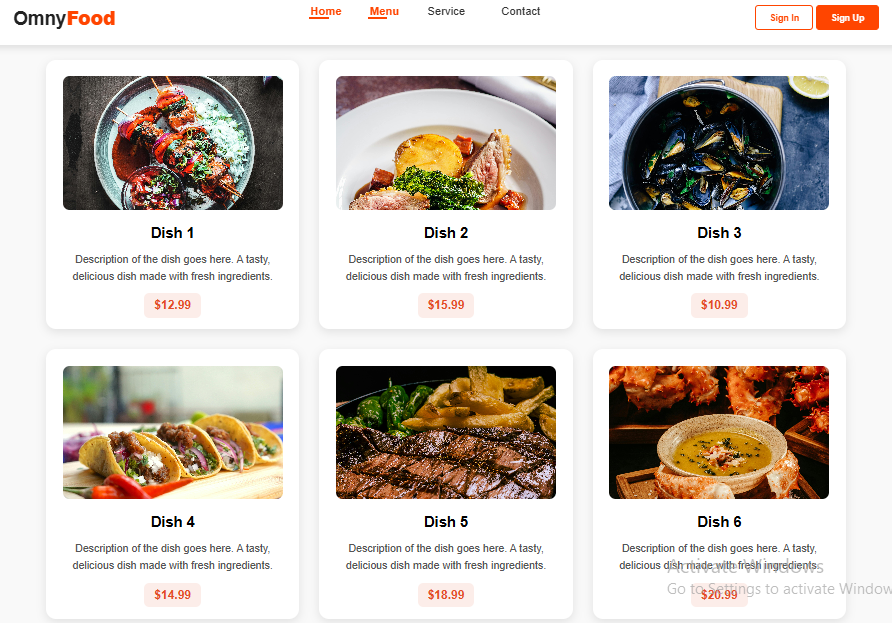 OmnyFood
Home Menu Service Contact
Sign In Sign Up
Dish 1
Description of the dish goes here. A tasty,
delicious dish made with fresh ingredients.
$12.99
Dish 2
Description of the dish goes here. A tasty,
delicious dish made with fresh ingredients.
$15.99
Dish 3
Description of the dish goes here. A tasty,
delicious dish made with fresh ingredients.
$10.99
Dish 4
Description of the dish goes here. A tasty,
delicious dish made with fresh ingredients.
$14.99
Dish 5
Description of the dish goes here. A tasty,
delicious dish made with fresh ingredients.
$18.99
Dish 6
Description of the dish goes here. A tasty,
delicious dish made with fresh ingredients.
$20.99
Activate Windows
Go to Settings to activate Window